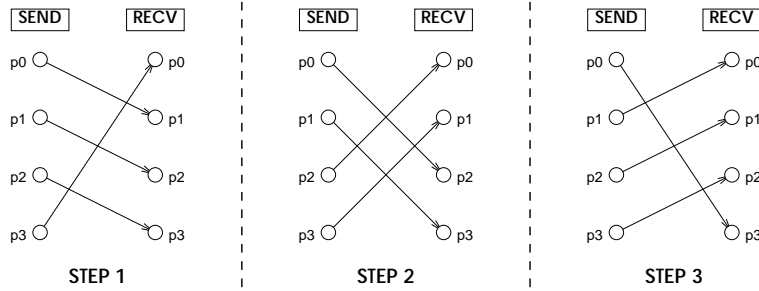 SEND RECV SEND RECV SEND RECV
p0 p0 p0 p0 p0 p0
p1 p1 p1 p1 p1 p1
p2 p2 p2 p2 p2 p2
p3 p3 p3 p3 p3 p3
STEP 1 STEP 2 STEP 3